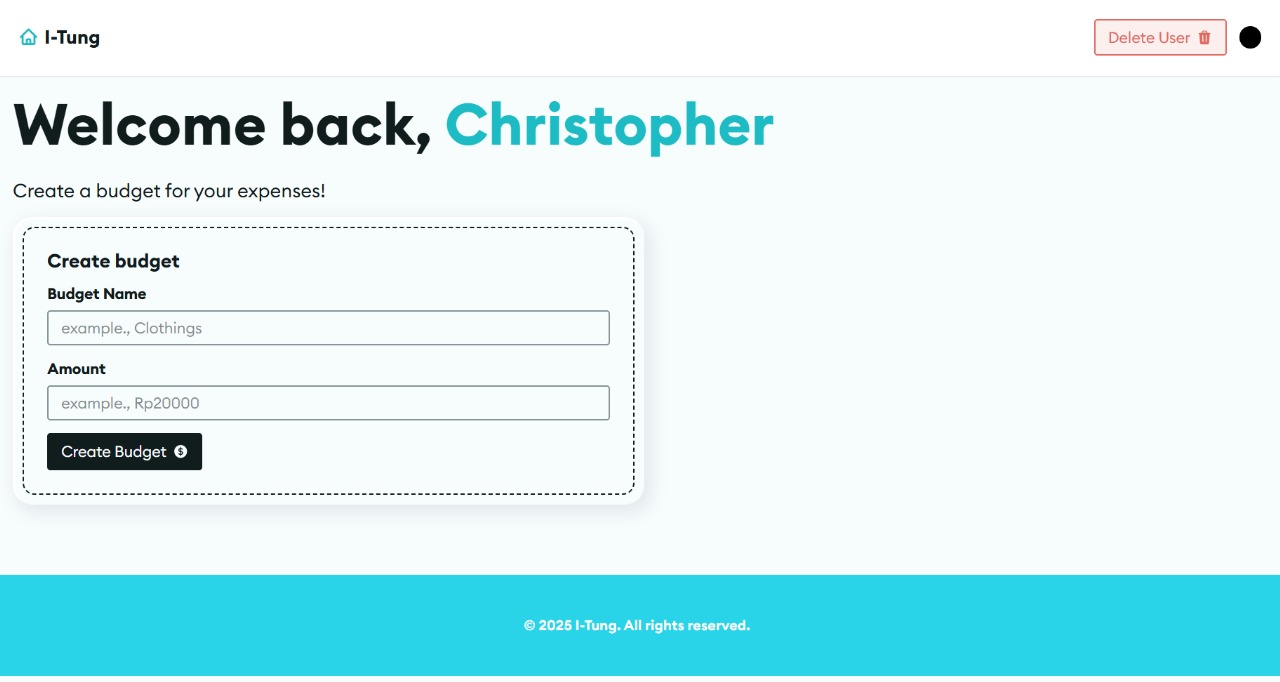 I-Tung
Delete User
Welcome back, Christopher
Create a budget for your expenses!
Create budget
Budget Name
example., Clothings
Amount
example., Rp20000
Create Budget
© 2025 I-Tung. All rights reserved.